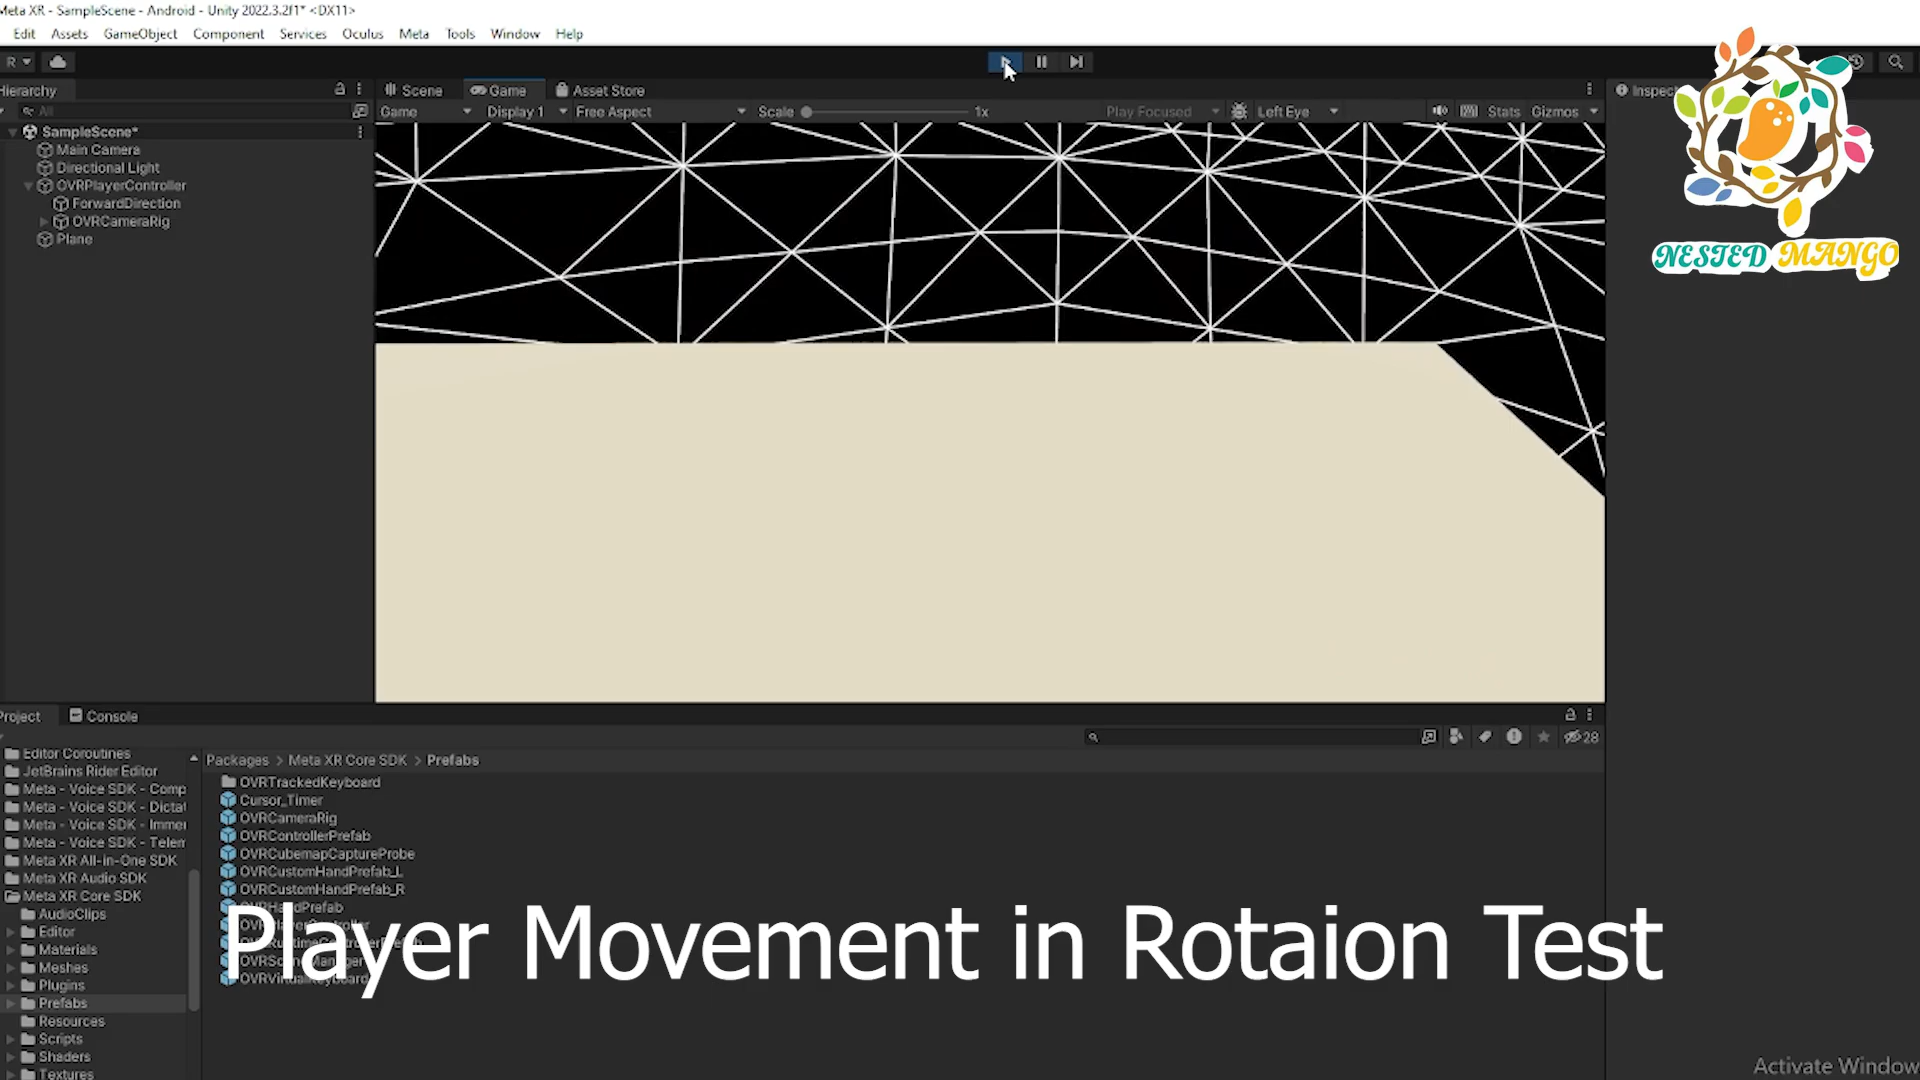 Meta XR - SampleScene - Android - Unity 2022.3.2f1* <DX11>
Edit Assets GameObject Component Services Oculus Meta Tools Window Help
R
Hierarchy
All
Scene Game Asset Store
Inspect
Game Display 1 Free Aspect Scale 1x Play Focused Left Eye Stats Gizmos
SampleScene*
Main Camera
Directional Light
OVRPlayerController
ForwardDirection
OVRCameraRig
Plane
NESTED MANGO
Project Console
28
Editor Coroutines
JetBrains Rider Editor
Meta - Voice SDK - Comp
Meta - Voice SDK - Dictat
Meta - Voice SDK - Immer
Meta - Voice SDK - Telem
Meta XR All-in-One SDK
Meta XR Audio SDK
Meta XR Core SDK
AudioClips
Editor
Materials
Meshes
Plugins
Prefabs
Resources
Scripts
Shaders
Textures
Packages > Meta XR Core SDK > Prefabs
OVRTrackedKeyboard
Cursor_Timer
OVRCameraRig
OVRControllerPrefab
OVRCubemapCaptureProbe
OVRCustomHandPrefab_L
OVRCustomHandPrefab_R
OVRHandPrefab
OVRPlayerController
OVRRuntimeControllerPrefab
OVRSceneManager
OVRVirtualKeyboard
Player Movement in Rotaion Test
Activate Window